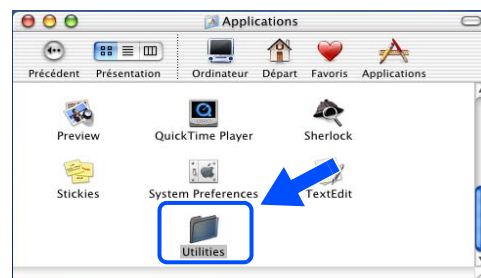 Applications
Précédent Présentation Ordinateur Départ Favoris Applications
Preview QuickTime Player Sherlock
Stickies System Preferences TextEdit
Utilities